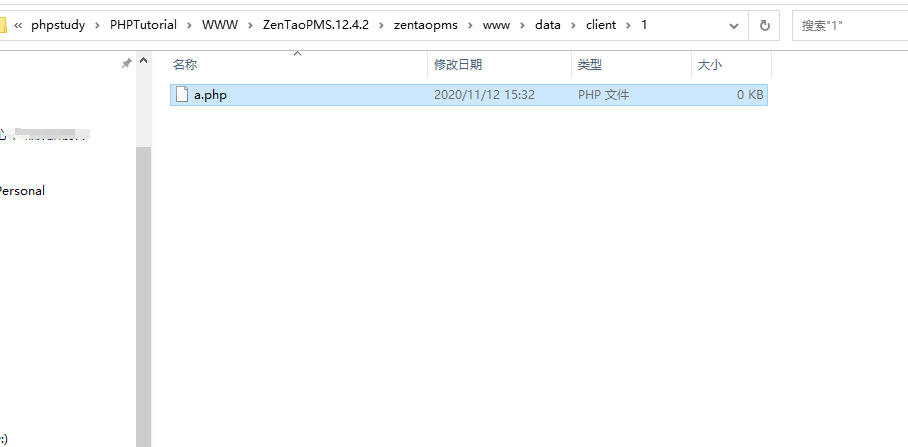 « phpstudy › PHPTutorial › WWW › ZenTaoPMS.12.4.2 › zentaopms › www › data › client › 1 搜索"1"
名称 修改日期 类型 大小
a.php 2020/11/12 15:32 PHP 文件 0 KB
Personal
:)